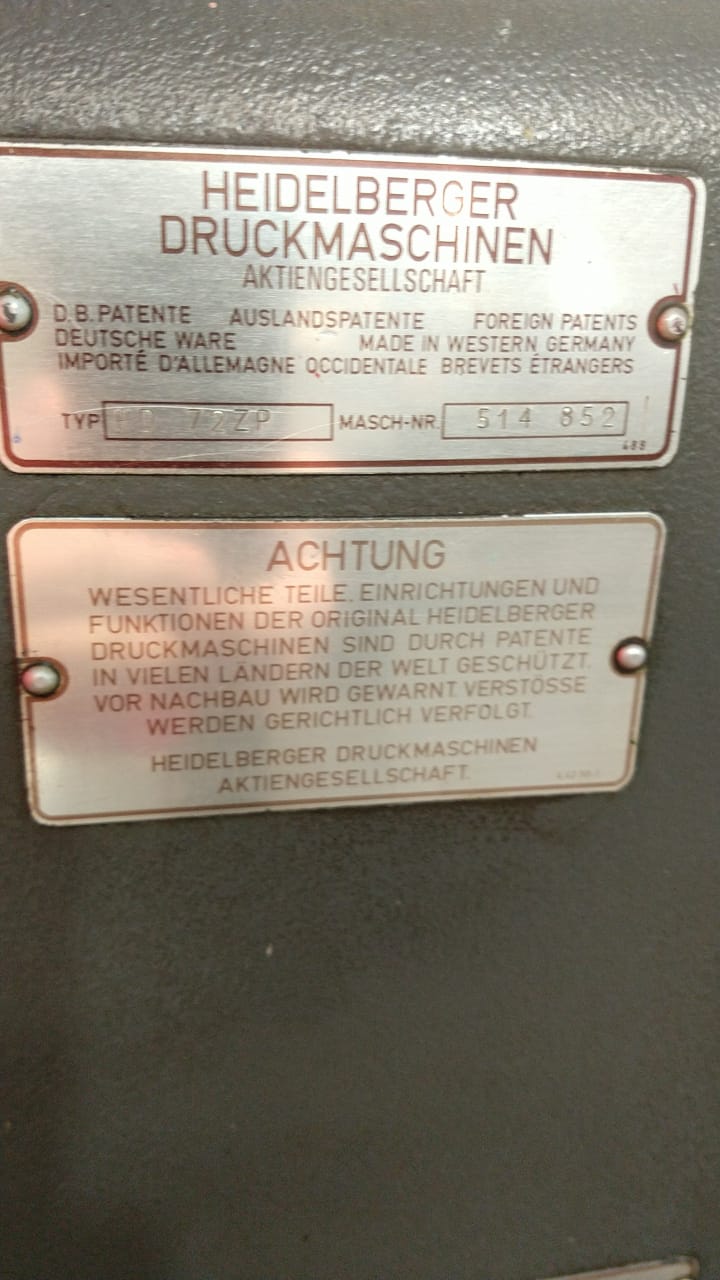 HEIDELBERGER
DRUCKMASCHINEN
AKTIENGESELLSCHAFT
D.B.PATENTE AUSLANDSPATENTE FOREIGN PATENTS
DEUTSCHE WARE MADE IN WESTERN GERMANY
IMPORTÉ D'ALLEMAGNE OCCIDENTALE BREVETS ÉTRANGERS
TYP 72ZP MASCH-NR. 514 852
488
ACHTUNG
WESENTLICHE TEILE, EINRICHTUNGEN UND
FUNKTIONEN DER ORIGINAL HEIDELBERGER
DRUCKMASCHINEN SIND DURCH PATENTE
IN VIELEN LÄNDERN DER WELT GESCHÜTZT.
VOR NACHBAU WIRD GEWARNT. VERSTÖSSE
WERDEN GERICHTLICH VERFOLGT.
HEIDELBERGER DRUCKMASCHINEN
AKTIENGESELLSCHAFT.